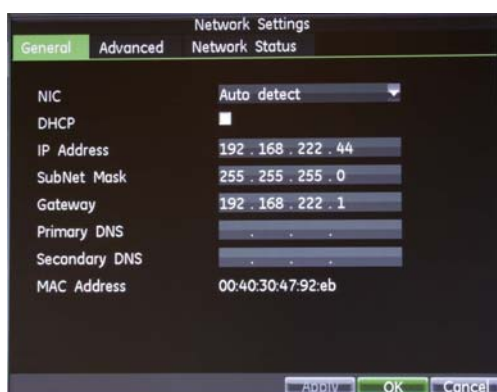 Network Settings
General Advanced Network Status
NIC Auto detect
DHCP
IP Address 192 . 168 . 222 . 44
SubNet Mask 255 . 255 . 255 . 0
Gateway 192 . 168 . 222 . 1
Primary DNS . . .
Secondary DNS . . .
MAC Address 00:40:30:47:92:eb
Apply OK Cancel